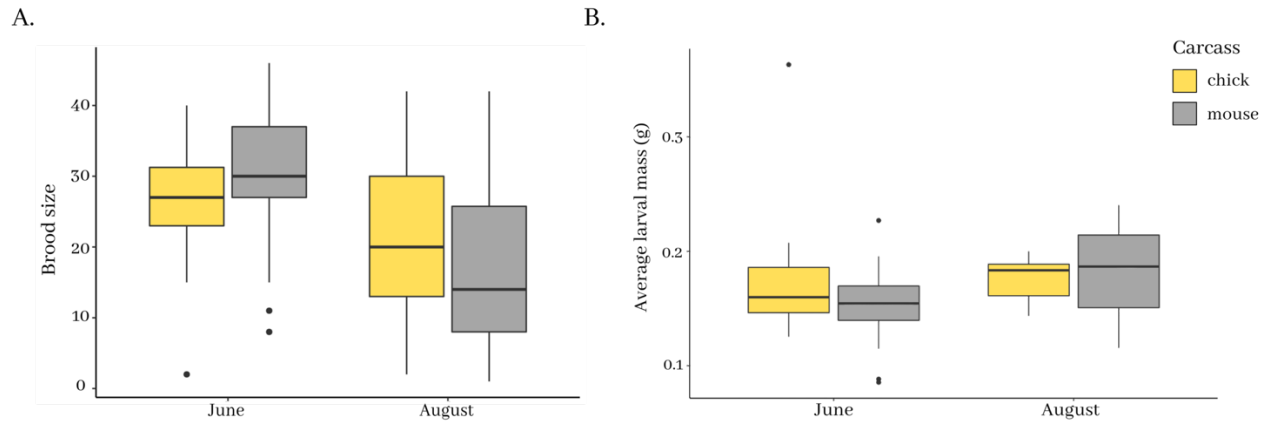 A.
Brood size
40
30
20
10
0
June
August
B.
Average larval mass (g)
0.3
0.2
0.1
June
August
Carcass
chick
mouse